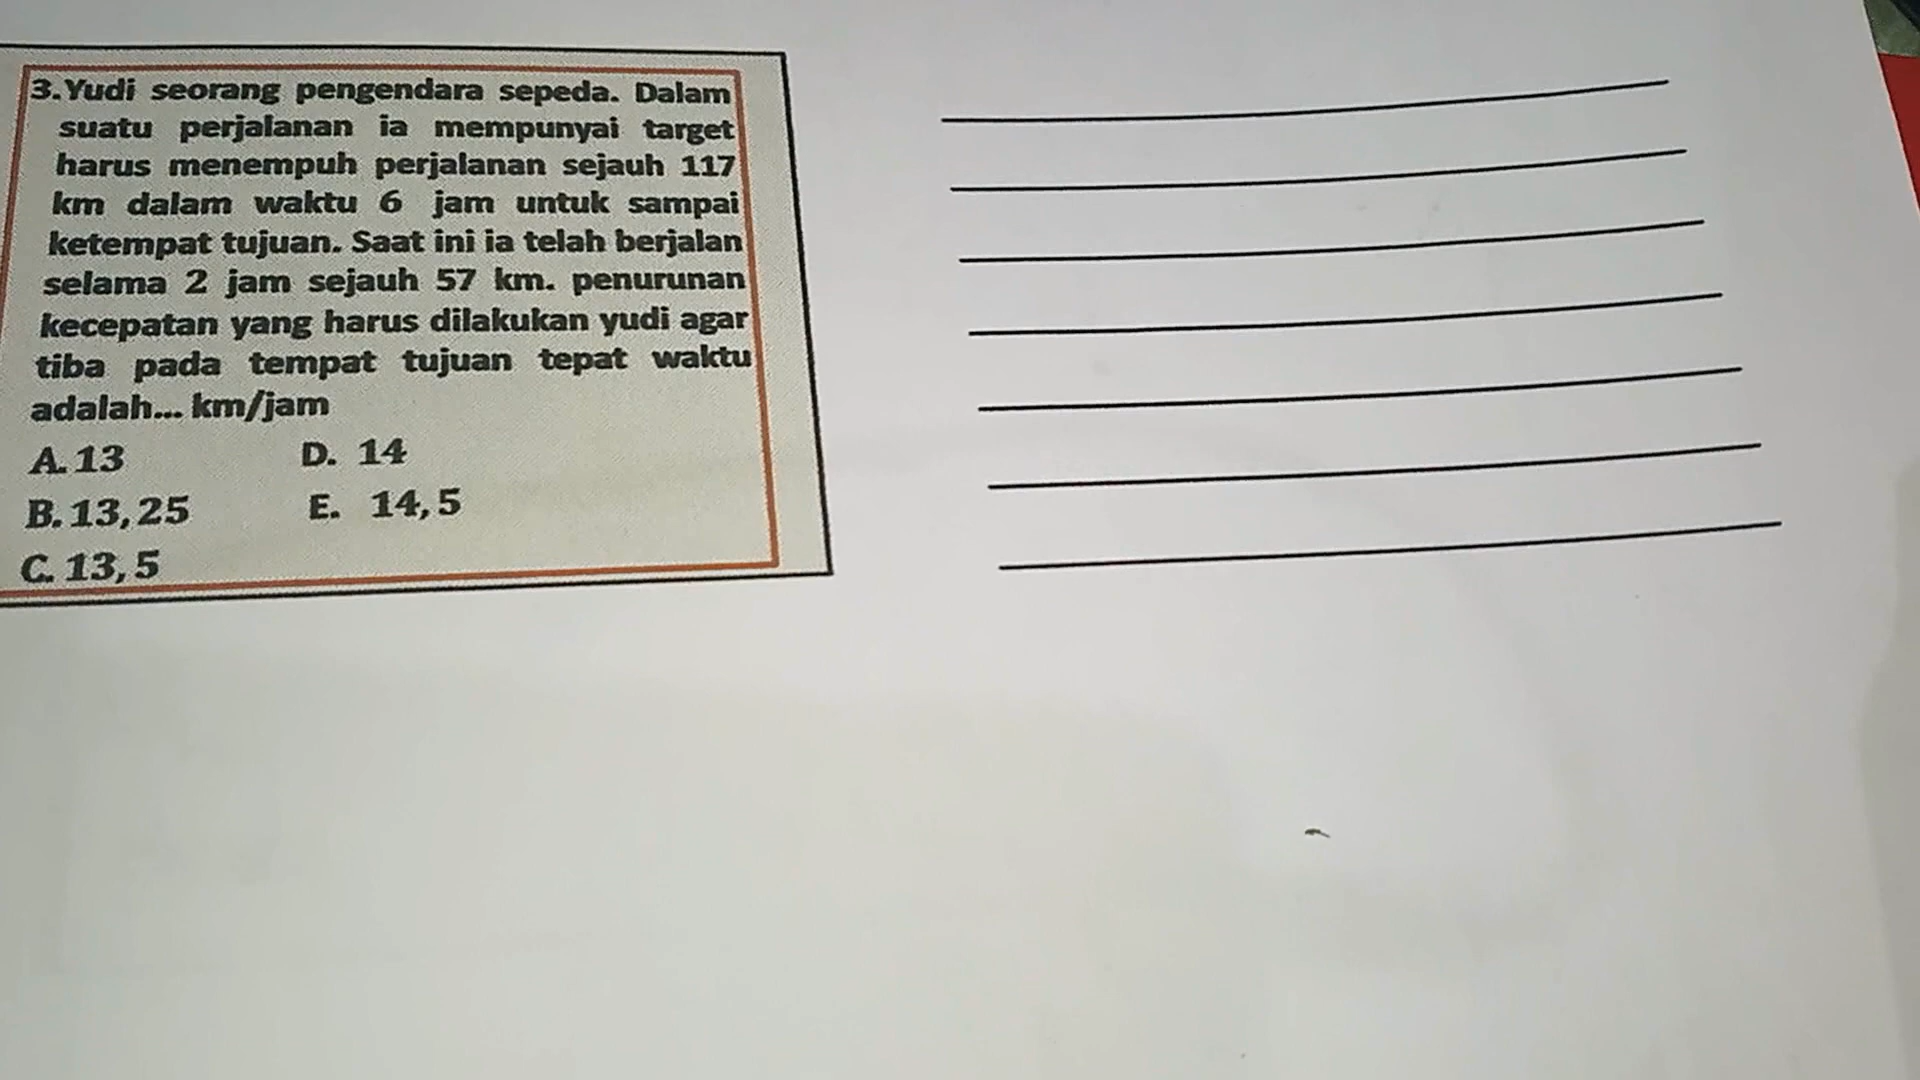 3. Yudi seorang pengendara sepeda. Dalam
suatu perjalanan ia mempunyai target
harus menempuh perjalanan sejauh 117
km dalam waktu 6 jam untuk sampai
ketempat tujuan. Saat ini ia telah berjalan
selama 2 jam sejauh 57 km. penurunan
kecepatan yang harus dilakukan yudi agar
tiba pada tempat tujuan tepat waktu
adalah... km/jam
A. 13
B. 13,25
C. 13,5
D. 14
E. 14,5